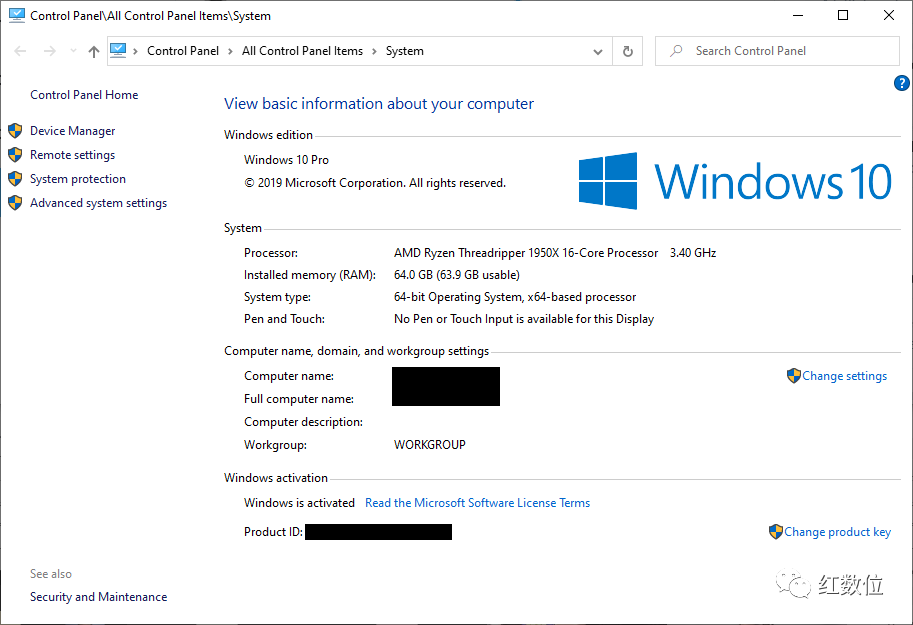 Control Panel\All Control Panel Items\System
Control Panel › All Control Panel Items › System
Search Control Panel
?
Control Panel Home
Device Manager
Remote settings
System protection
Advanced system settings
View basic information about your computer
Windows edition
Windows 10 Pro
© 2019 Microsoft Corporation. All rights reserved.
Windows 10
System
Processor: AMD Ryzen Threadripper 1950X 16-Core Processor 3.40 GHz
Installed memory (RAM): 64.0 GB (63.9 GB usable)
System type: 64-bit Operating System, x64-based processor
Pen and Touch: No Pen or Touch Input is available for this Display
Computer name, domain, and workgroup settings
Computer name: Change settings
Full computer name:
Computer description:
Workgroup: WORKGROUP
Windows activation
Windows is activated Read the Microsoft Software License Terms
Product ID: Change product key
See also
Security and Maintenance
红数位